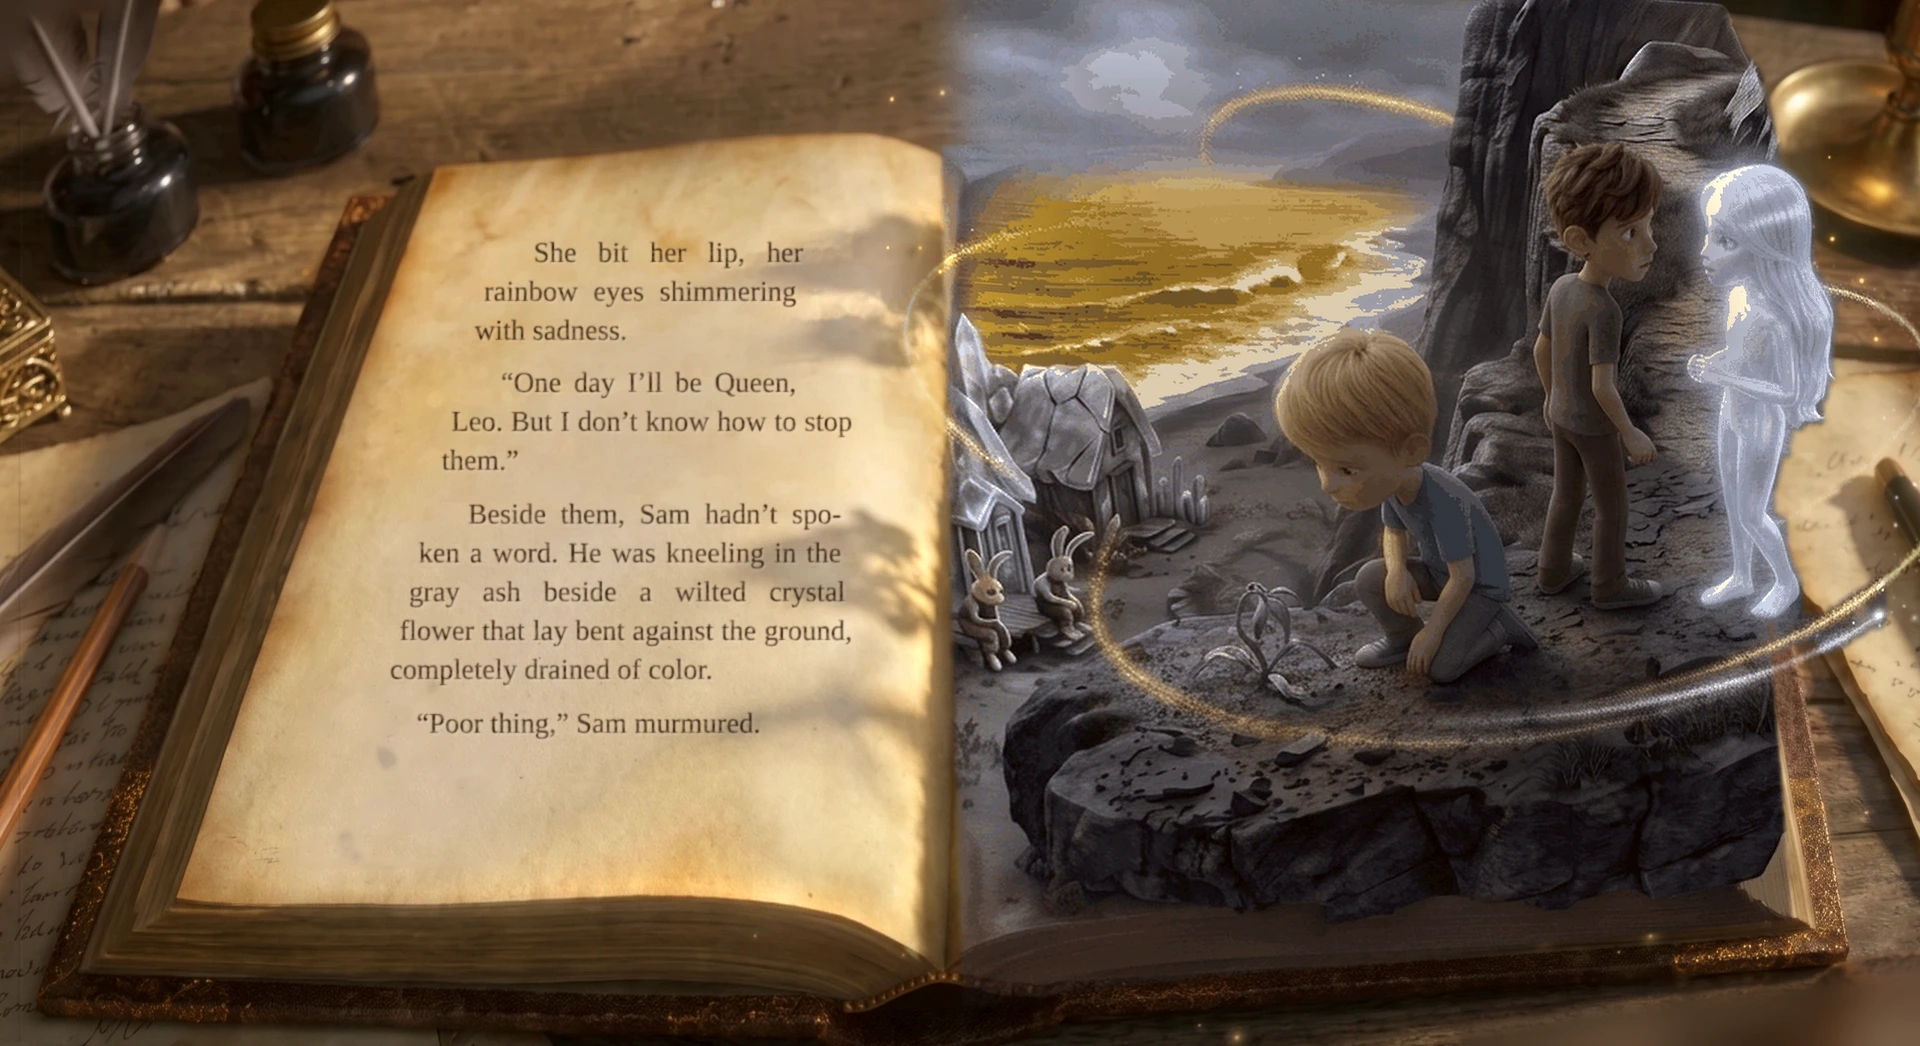 She bit her lip, her
rainbow eyes shimmering
with sadness.
“One day I’ll be Queen,
Leo. But I don’t know how to stop
them.”
Beside them, Sam hadn’t spo-
ken a word. He was kneeling in the
gray ash beside a wilted crystal
flower that lay bent against the ground,
completely drained of color.
“Poor thing,” Sam murmured.